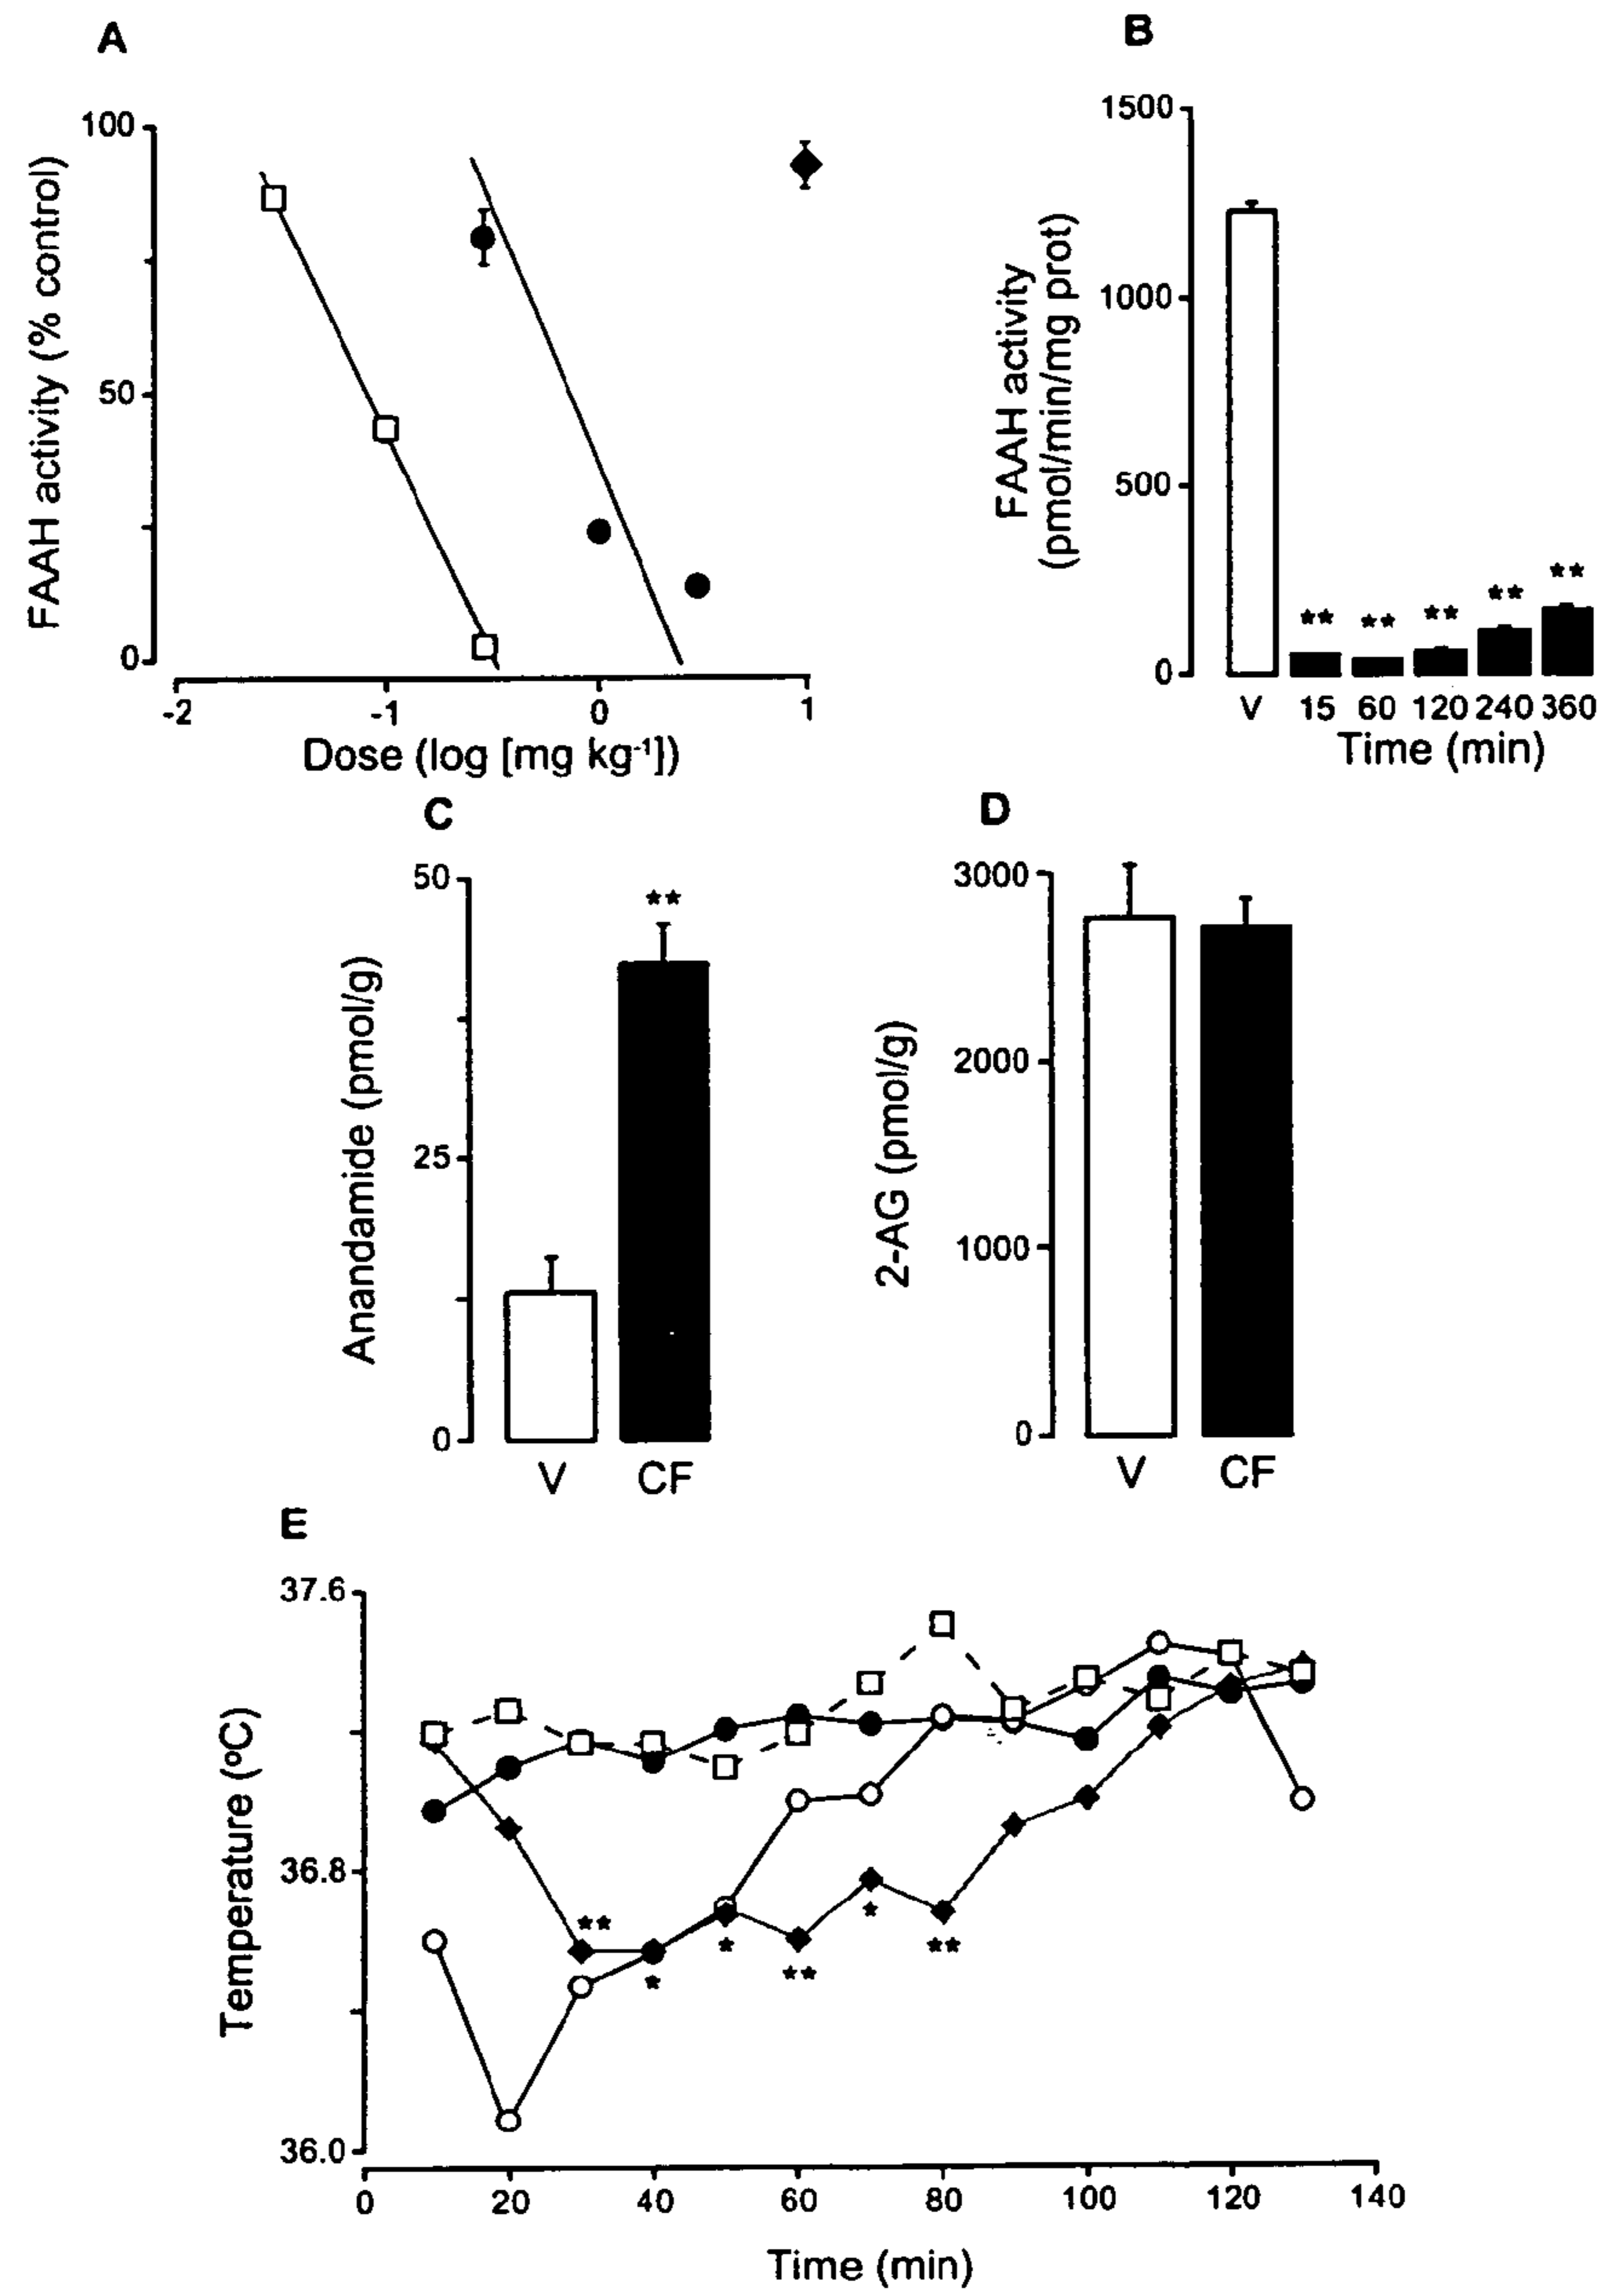 A
100
50
0
FAAH activity (% control)
-2 -1 0 1
Dose (log [mg kg-1])
B
1500
1000
500
0
FAAH activity
(pmol/min/mg prot)
** ** ** ** **
V 15 60 120 240 360
Time (min)
C
50
25
0
Anandamide (pmol/g)
**
V CF
D
3000
2000
1000
0
2-AG (pmol/g)
V CF
E
37.6
36.8
36.0
Temperature (ºC)
** * * ** * **
0 20 40 60 80 100 120 140
Time (min)